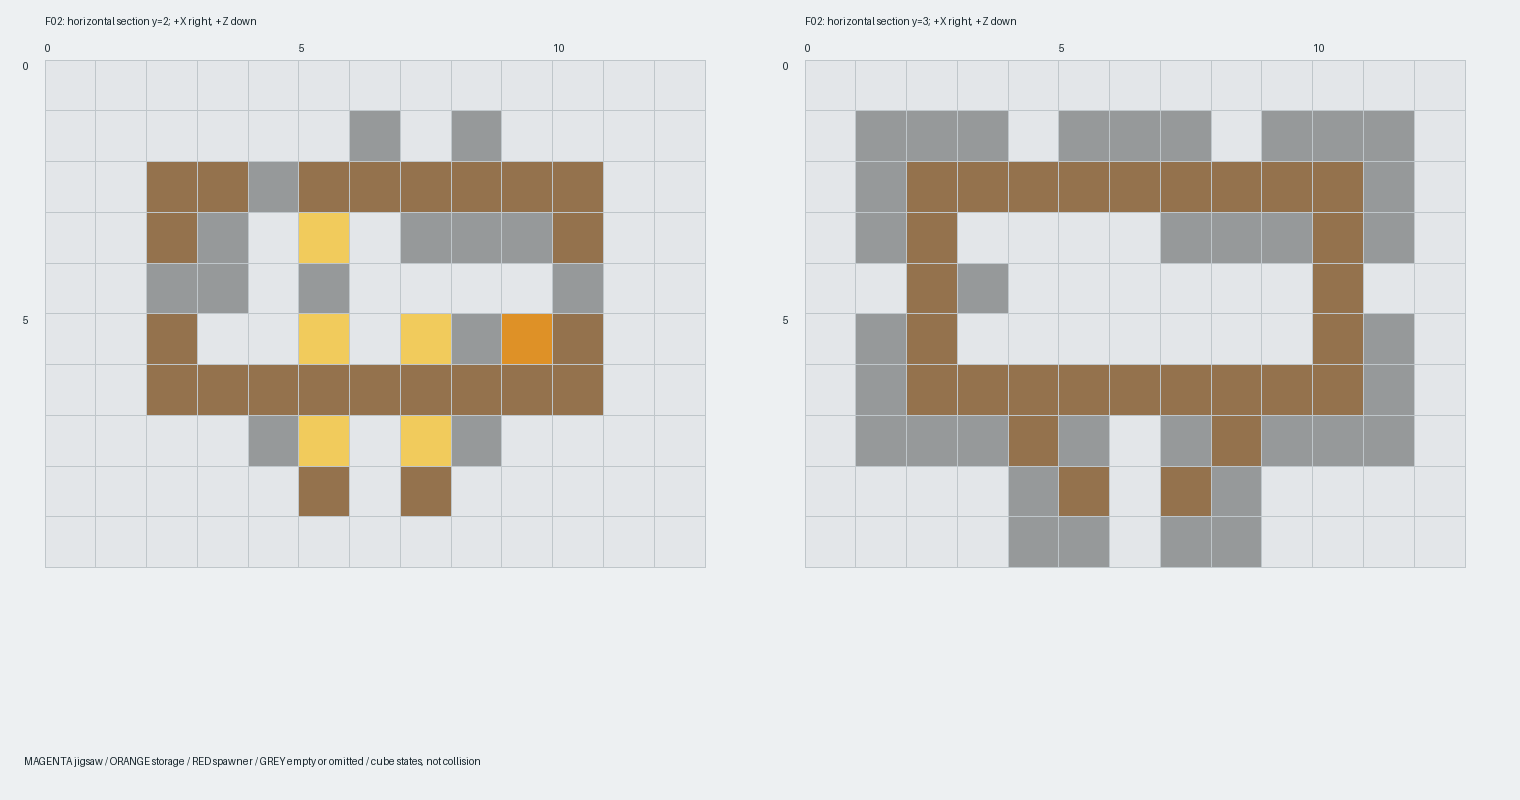 F02: horizontal section y=2; +X right, +Z down
F02: horizontal section y=3; +X right, +Z down
0 5 10
0 5 10
0
0
5
5
MAGENTA jigsaw / ORANGE storage / RED spawner / GREY empty or omitted / cube states, not collision